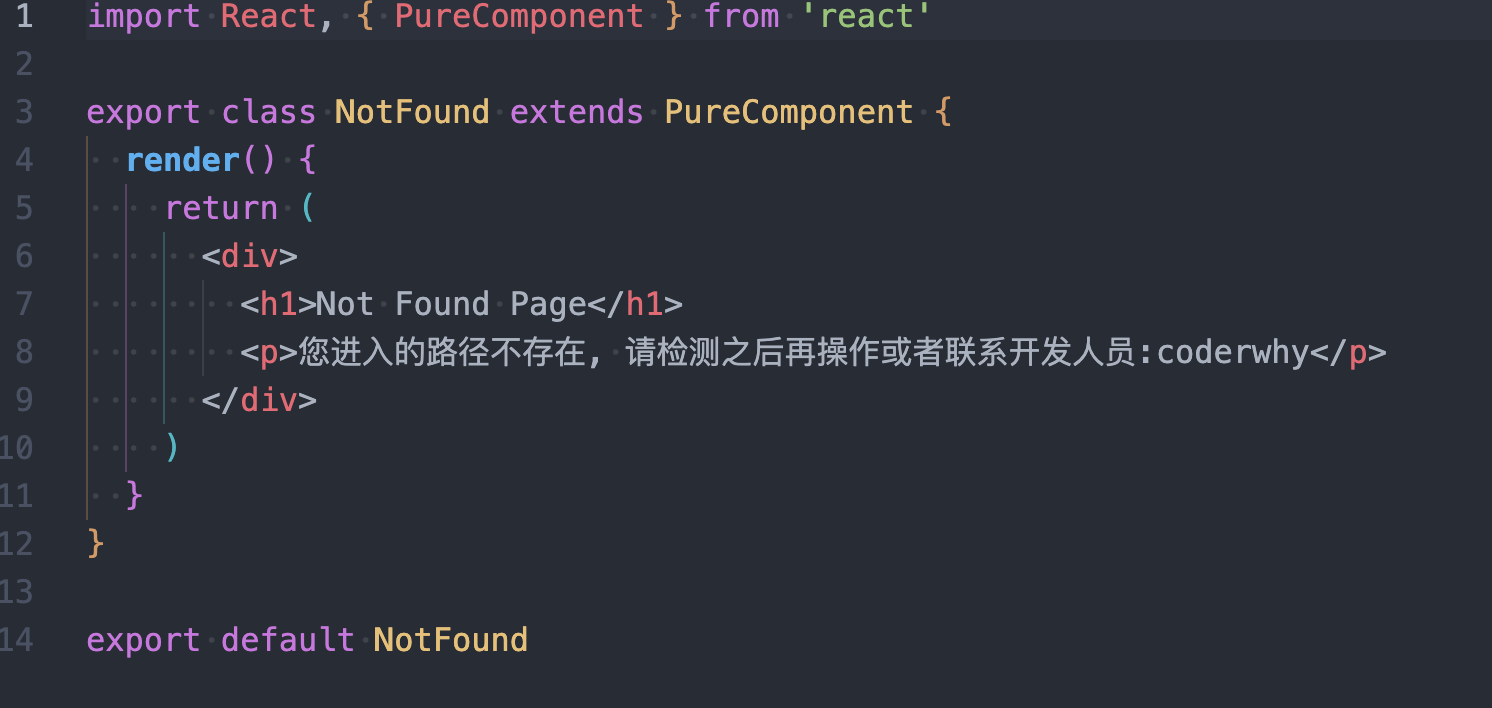 1 import React, { PureComponent } from 'react'
2
3 export class NotFound extends PureComponent {
4   render() {
5     return (
6       <div>
7         <h1>Not Found Page</h1>
8         <p>您进入的路径不存在, 请检测之后再操作或者联系开发人员:coderwhy</p>
9       </div>
10     )
11   }
12 }
13
14 export default NotFound